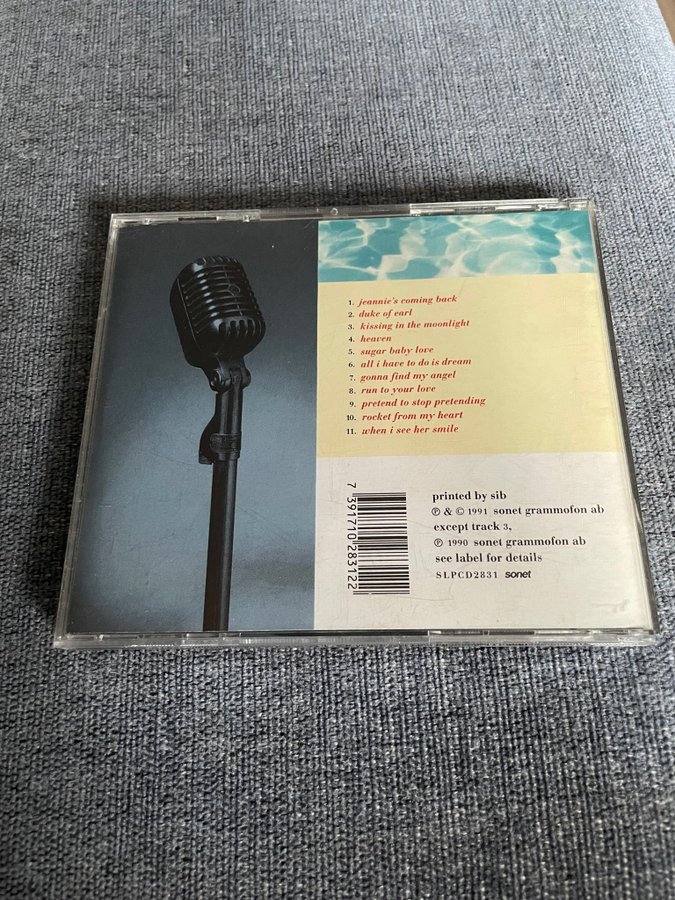 1. jeannie's coming back
2. duke of earl
3. kissing in the moonlight
4. heaven
5. sugar baby love
6. all i have to do is dream
7. gonna find my angel
8. run to your love
9. pretend to stop pretending
10. rocket from my heart
11. when i see her smile
7 391710 283122
printed by sib
℗ & © 1991 sonet grammofon ab
except track 3,
℗ 1990 sonet grammofon ab
see label for details
SLPCD2831 sonet